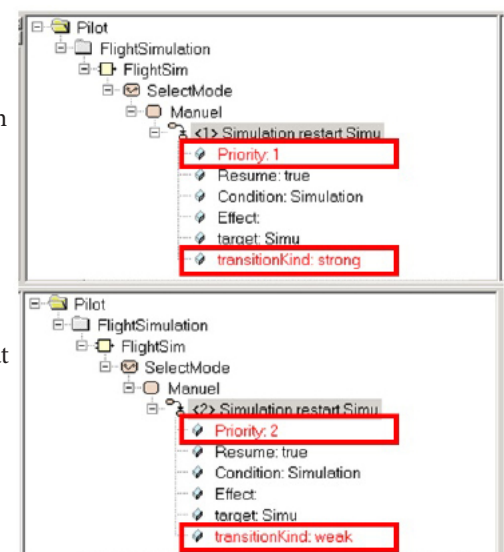 Pilot
FlightSimulation
FlightSim
SelectMode
Manuel
<1> Simulation restart Simu
Priority: 1
Resume: true
Condition: Simulation
Effect:
target: Simu
transitionKind: strong
Pilot
FlightSimulation
FlightSim
SelectMode
Manuel
<2> Simulation restart Simu
Priority: 2
Resume: true
Condition: Simulation
Effect:
target: Simu
transitionKind: weak